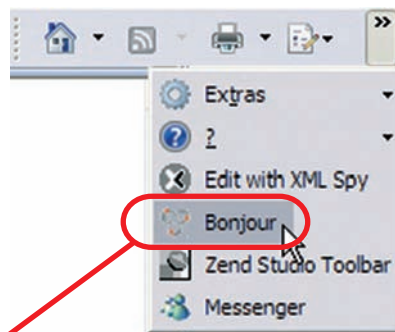 »
Extras
?
Edit with XML Spy
Bonjour
Zend Studio Toolbar
Messenger